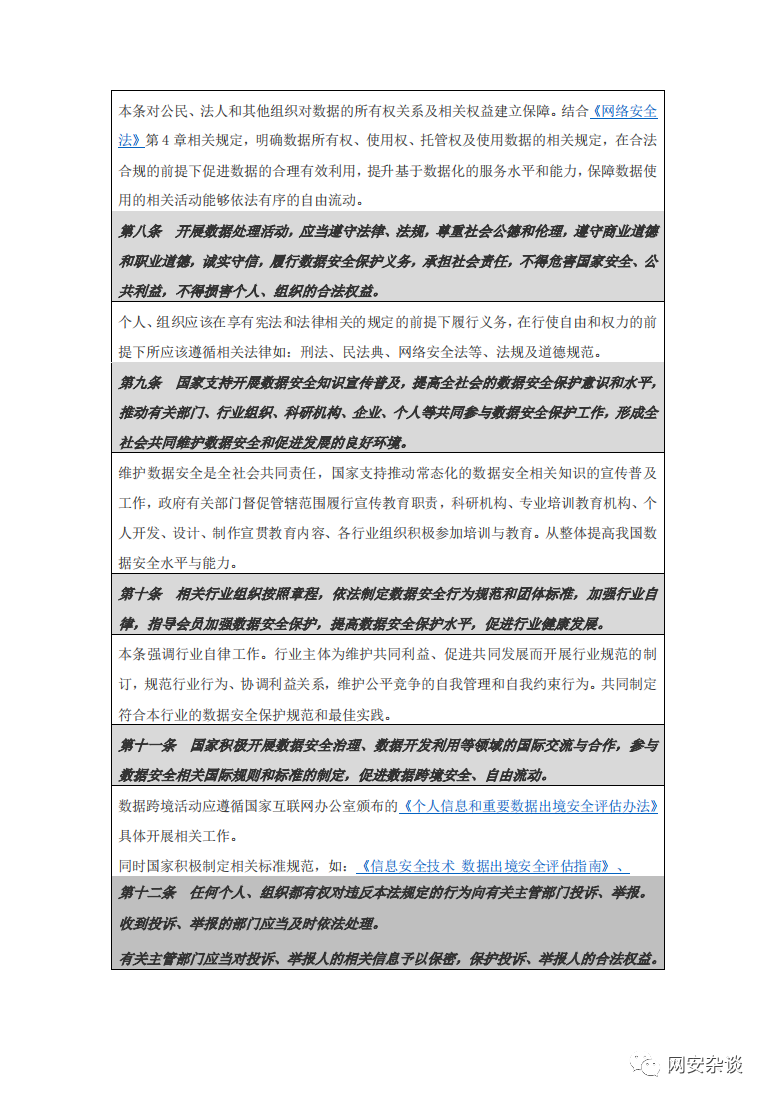 本条对公民、法人和其他组织对数据的所有权关系及相关权益建立保障。结合《网络安全
法》第 4 章相关规定，明确数据所有权、使用权、托管权及使用数据的相关规定，在合法
合规的前提下促进数据的合理有效利用，提升基于数据化的服务水平和能力，保障数据使
用的相关活动能够依法有序的自由流动。
第八条 开展数据处理活动，应当遵守法律、法规，尊重社会公德和伦理，遵守商业道德
和职业道德，诚实守信，履行数据安全保护义务，承担社会责任，不得危害国家安全、公
共利益，不得损害个人、组织的合法权益。
个人、组织应该在享有宪法和法律相关的规定的前提下履行义务，在行使自由和权力的前
提下所应该遵循相关法律如：刑法、民法典、网络安全法等、法规及道德规范。
第九条 国家支持开展数据安全知识宣传普及，提高全社会的数据安全保护意识和水平，
推动有关部门、行业组织、科研机构、企业、个人等共同参与数据安全保护工作，形成全
社会共同维护数据安全和促进发展的良好环境。
维护数据安全是全社会共同责任，国家支持推动常态化的数据安全相关知识的宣传普及
工作，政府有关部门督促管辖范围履行宣传教育职责，科研机构、专业培训教育机构、个
人开发、设计、制作宣贯教育内容、各行业组织积极参加培训与教育。从整体提高我国数
据安全水平与能力。
第十条 相关行业组织按照章程，依法制定数据安全行为规范和团体标准，加强行业自
律，指导会员加强数据安全保护，提高数据安全保护水平，促进行业健康发展。
本条强调行业自律工作。行业主体为维护共同利益、促进共同发展而开展行业规范的制
订，规范行业行为、协调利益关系，维护公平竞争的自我管理和自我约束行为。共同制定
符合本行业的数据安全保护规范和最佳实践。
第十一条 国家积极开展数据安全治理、数据开发利用等领域的国际交流与合作，参与
数据安全相关国际规则和标准的制定，促进数据跨境安全、自由流动。
数据跨境活动应遵循国家互联网办公室颁布的《个人信息和重要数据出境安全评估办法》
具体开展相关工作。
同时国家积极制定相关标准规范，如：《信息安全技术 数据出境安全评估指南》、
第十二条 任何个人、组织都有权对违反本法规定的行为向有关主管部门投诉、举报。
收到投诉、举报的部门应当及时依法处理。
有关主管部门应当对投诉、举报人的相关信息予以保密，保护投诉、举报人的合法权益。
网安杂谈